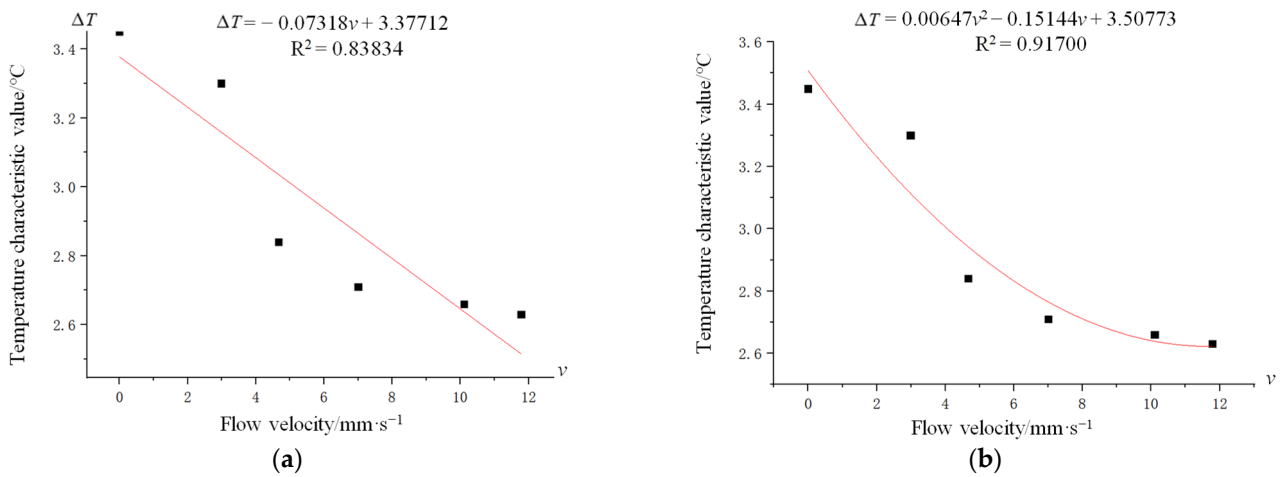 ΔT
ΔT = − 0.07318v + 3.37712
R² = 0.83834
3.4
3.2
3.0
2.8
2.6
Temperature characteristic value/°C
0 2 4 6 8 10 12
v
Flow velocity/mm·s⁻¹
(a)
ΔT = 0.00647v² − 0.15144v + 3.50773
R² = 0.91700
3.6
3.4
3.2
3.0
2.8
2.6
Temperature characteristic value/°C
0 2 4 6 8 10 12
v
Flow velocity/mm·s⁻¹
(b)